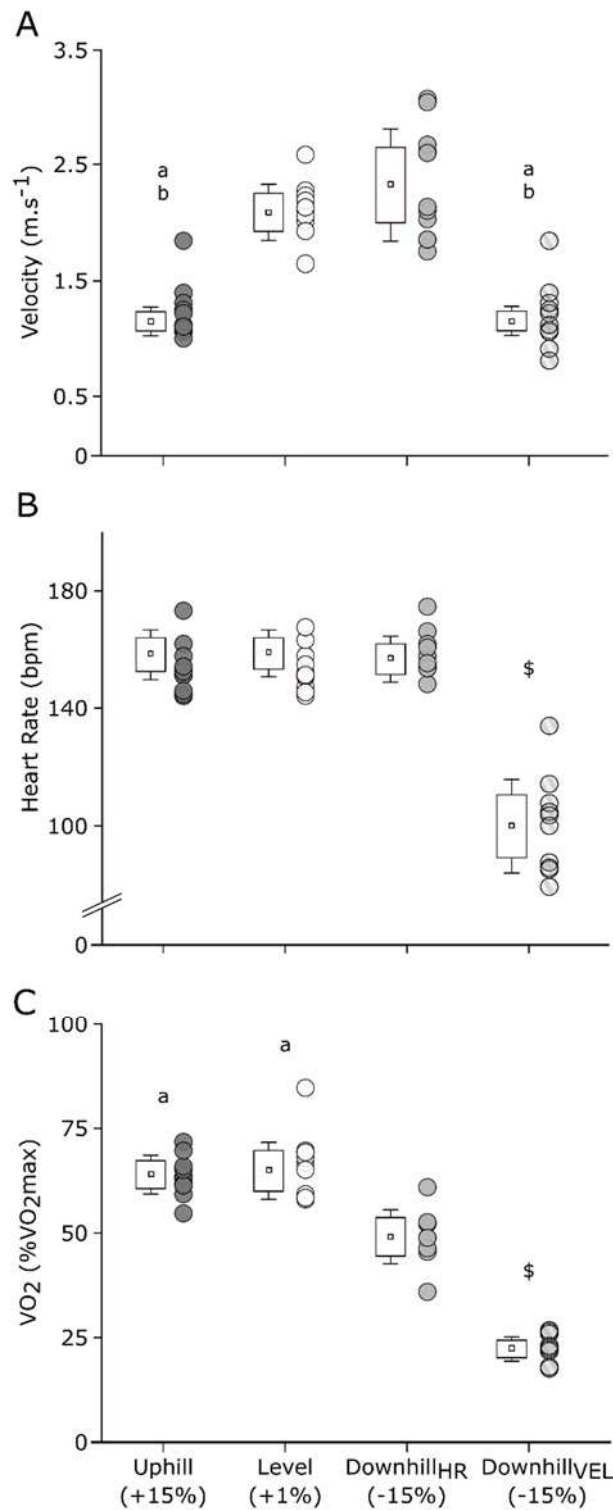 A
3.5
2.5
1.5
0.5
0
Velocity (m.s-1)
a
b
a
b
B
180
140
100
0
Heart Rate (bpm)
$
C
100
75
50
25
0
VO2 (%VO2max)
a
a
$
Uphill Level DownhillHR DownhillVEL
(+15%) (+1%) (-15%) (-15%)